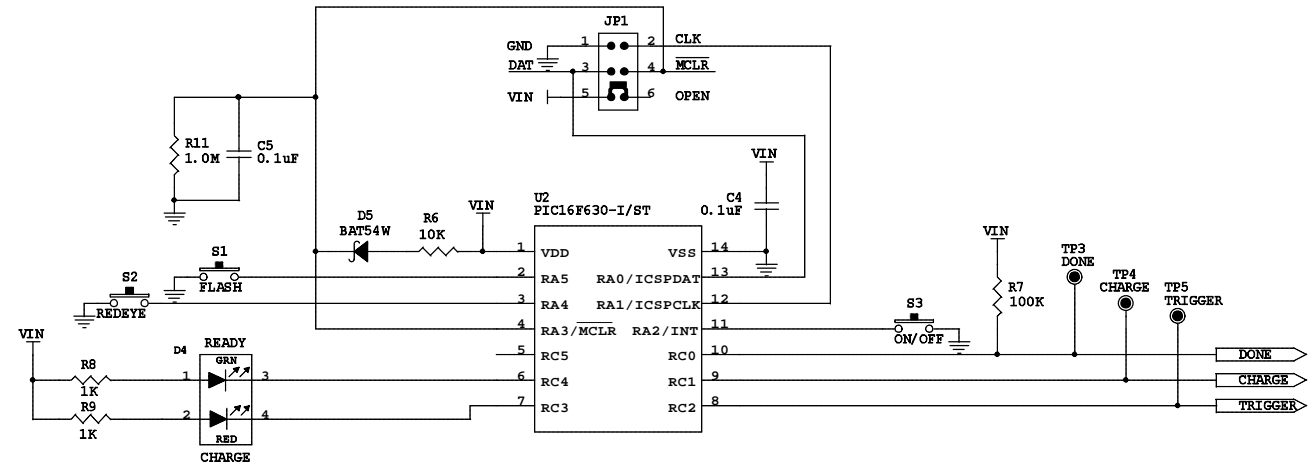 JP1
GND 1 2 CLK
DAT 3 4 MCLR
VIN 5 6 OPEN
R11
1.0M
C5
0.1uF
VIN
C4
0.1uF
U2
PIC16F630-I/ST
D5
BAT54W
R6
10K
VIN
1 VDD VSS 14
2 RA5 RA0/ICSPDAT 13
3 RA4 RA1/ICSPCLK 12
4 RA3/MCLR RA2/INT 11
5 RC5 RC0 10
6 RC4 RC1 9
7 RC3 RC2 8
S1
FLASH
S2
REDEYE
VIN
R8
1K
R9
1K
D4
READY
GRN
1 3
2 4
RED
CHARGE
S3
ON/OFF
VIN
R7
100K
TP3
DONE
TP4
CHARGE
TP5
TRIGGER
DONE
CHARGE
TRIGGER